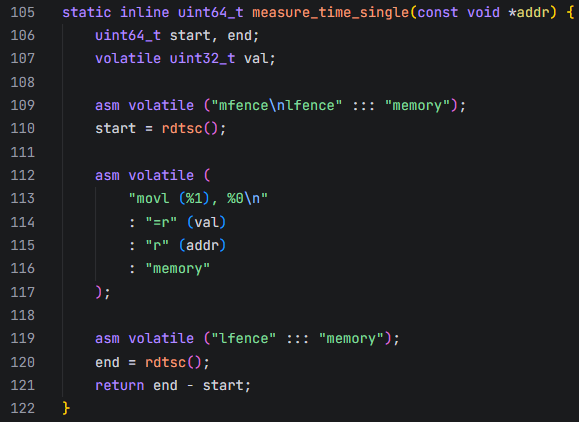 105 static inline uint64_t measure_time_single(const void *addr) {
106     uint64_t start, end;
107     volatile uint32_t val;
108
109     asm volatile ("mfence\nlfence" ::: "memory");
110     start = rdtsc();
111
112     asm volatile (
113         "movl (%1), %0\n"
114         : "=r" (val)
115         : "r" (addr)
116         : "memory"
117     );
118
119     asm volatile ("lfence" ::: "memory");
120     end = rdtsc();
121     return end - start;
122 }